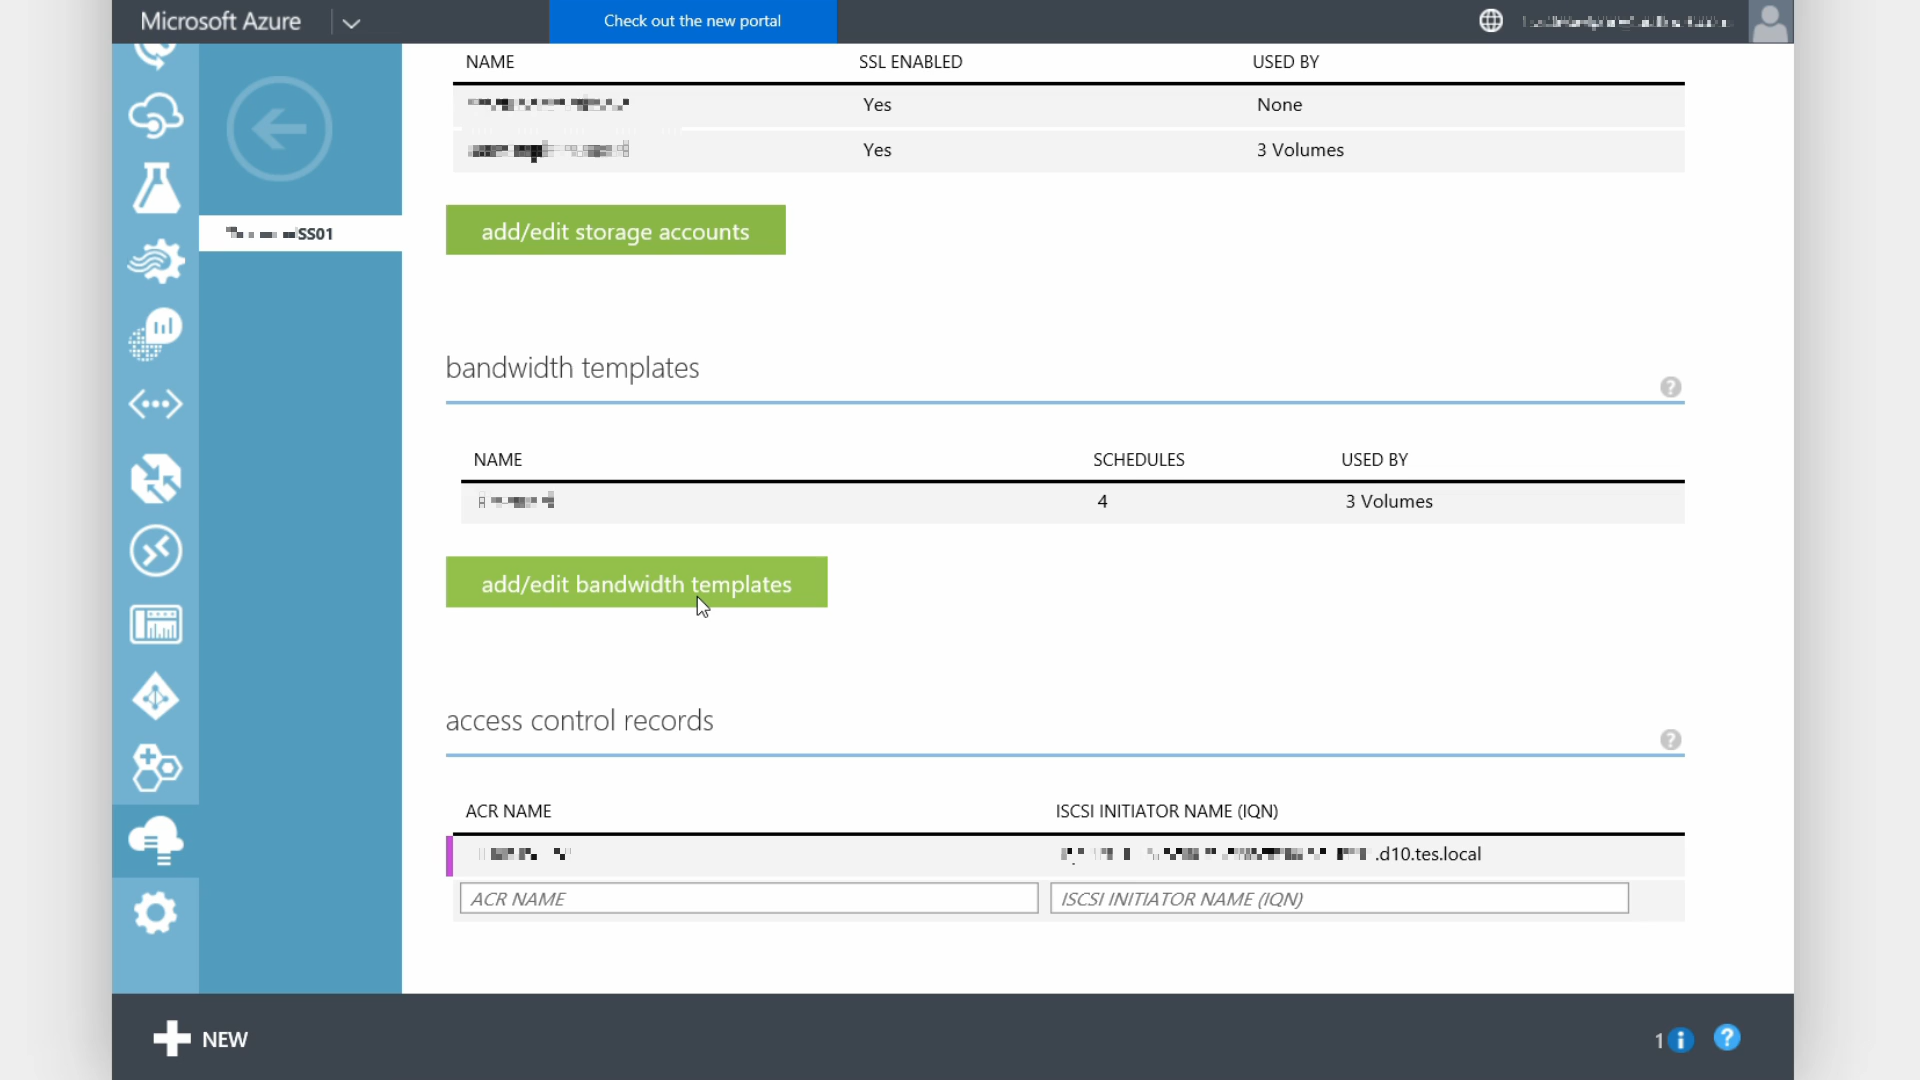 Microsoft Azure
Check out the new portal
NAME SSL ENABLED USED BY
Yes None
Yes 3 Volumes
SS01
add/edit storage accounts
bandwidth templates
?
NAME SCHEDULES USED BY
4 3 Volumes
add/edit bandwidth templates
access control records
?
ACR NAME ISCSI INITIATOR NAME (IQN)
.d10.tes.local
ACR NAME ISCSI INITIATOR NAME (IQN)
NEW
1 i ?